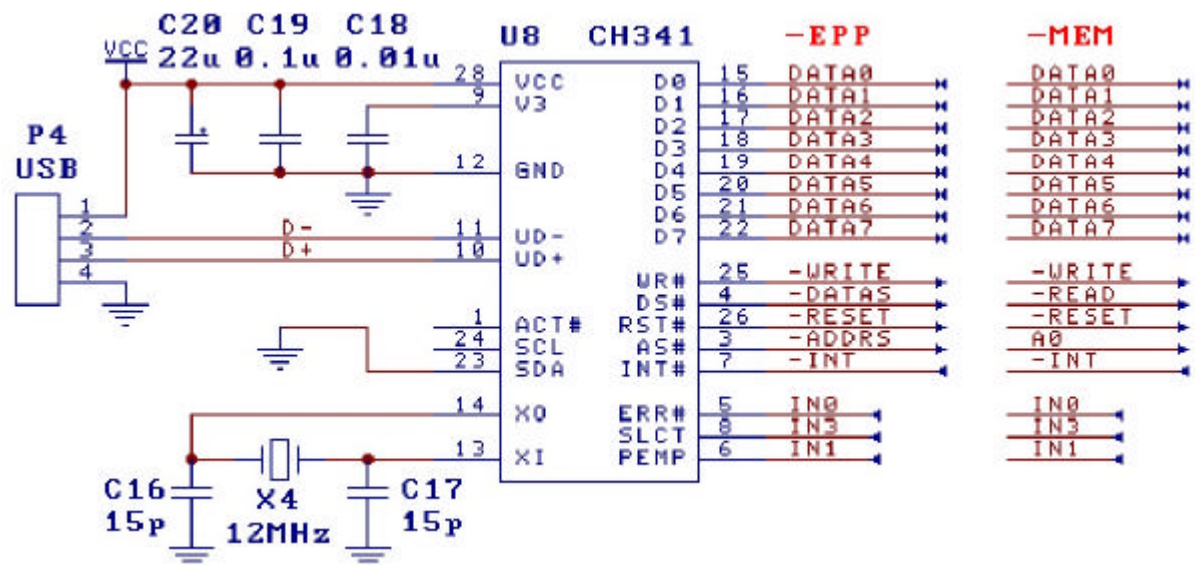 C20 C19 C18 U8 CH341 -EPP -MEM
VCC 22u 0.1u 0.01u
28 VCC D0 15 DATA0 DATA0
9 V3 D1 16 DATA1 DATA1
D2 17 DATA2 DATA2
P4 D3 18 DATA3 DATA3
USB 12 GND D4 19 DATA4 DATA4
D5 20 DATA5 DATA5
1 D6 21 DATA6 DATA6
2 D- 11 UD- D7 22 DATA7 DATA7
3 D+ 10 UD+
4 WR# 25 -WRITE -WRITE
DS# 4 -DATAS -READ
1 ACT# RST# 26 -RESET -RESET
24 SCL AS# 3 -ADDRS A0
23 SDA INT# 7 -INT -INT
14 XO ERR# 5 IN0 IN0
SLCT 8 IN3 IN3
13 XI PEMP 6 IN1 IN1
C16 X4 C17
15p 12MHz 15p